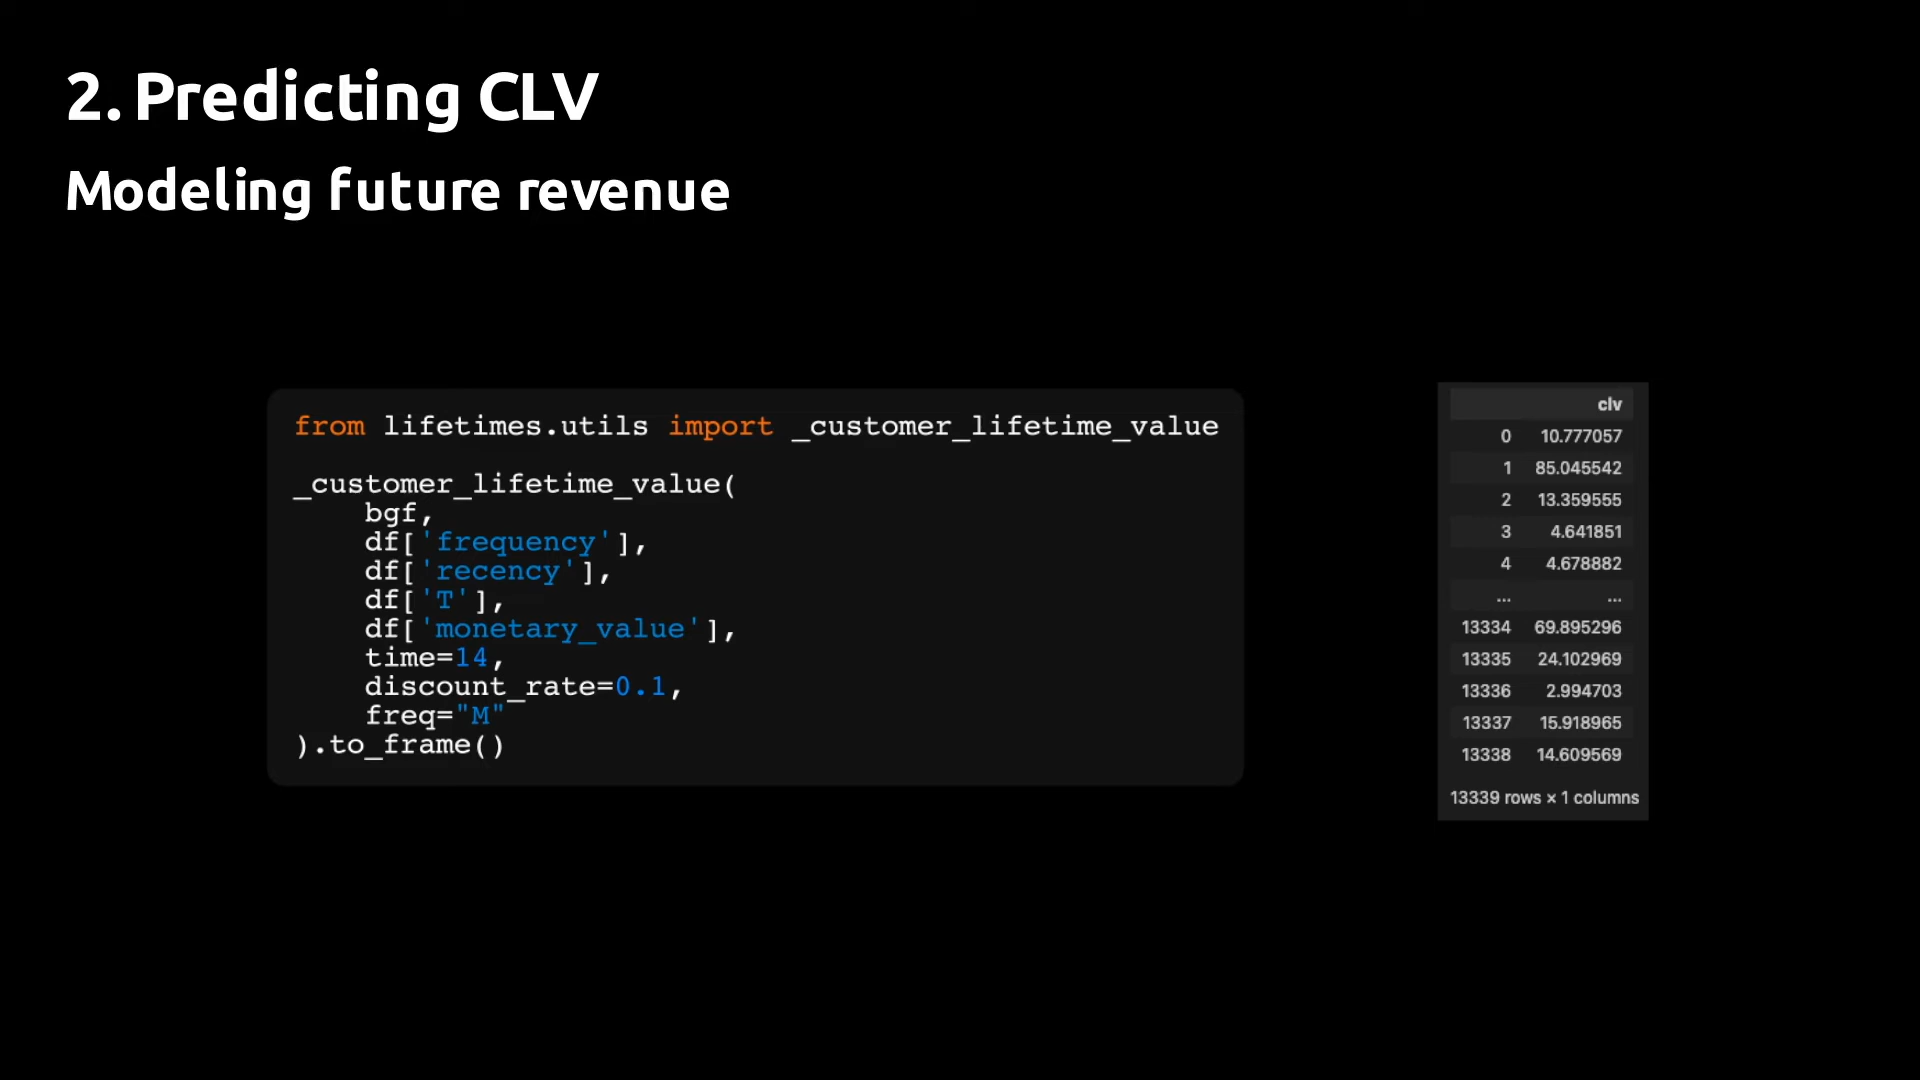 2. Predicting CLV
Modeling future revenue
from lifetimes.utils import _customer_lifetime_value
_customer_lifetime_value(
bgf,
df['frequency'],
df['recency'],
df['T'],
df['monetary_value'],
time=14,
discount_rate=0.1,
freq="M"
).to_frame()
clv
0 10.777057
1 85.045542
2 13.359555
3 4.641851
4 4.678882
... ...
13334 69.895296
13335 24.102969
13336 2.994703
13337 15.918965
13338 14.609569
13339 rows × 1 columns